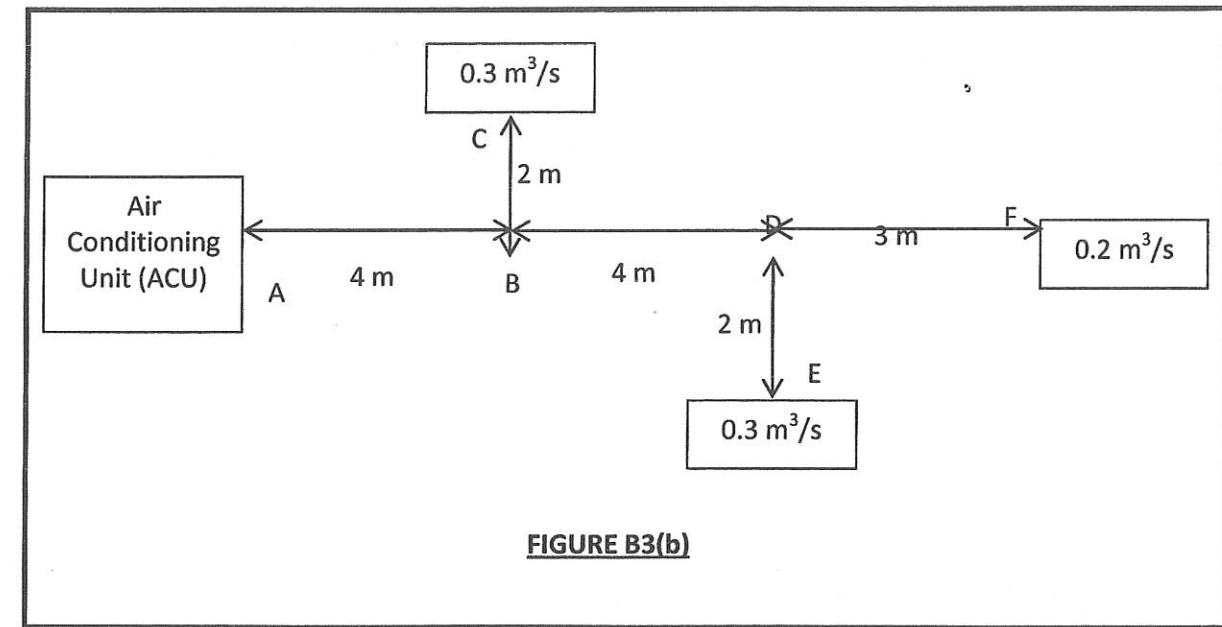 0.3 m³/s
C
2 m
Air
Conditioning
Unit (ACU)
A
4 m
B
4 m
D
3 m
F
0.2 m³/s
2 m
E
0.3 m³/s
FIGURE B3(b)